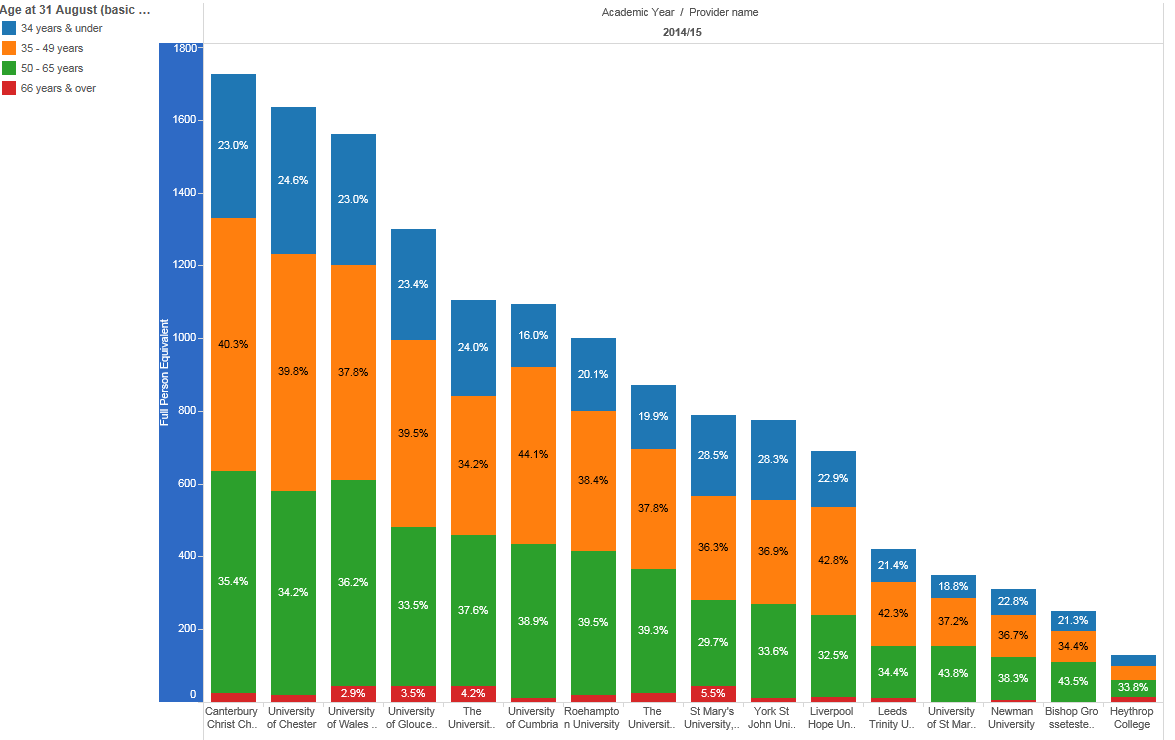 Age at 31 August (basic ...
34 years & under
35 - 49 years
50 - 65 years
66 years & over
Academic Year / Provider name
2014/15
Full Person Equivalent
1800
1600
1400
1200
1000
800
600
400
200
0
23.0%
40.3%
35.4%
24.6%
39.8%
34.2%
23.0%
37.8%
36.2%
2.9%
23.4%
39.5%
33.5%
3.5%
24.0%
34.2%
37.6%
4.2%
16.0%
44.1%
38.9%
20.1%
38.4%
39.5%
19.9%
37.8%
39.3%
28.5%
36.3%
29.7%
5.5%
28.3%
36.9%
33.6%
22.9%
42.8%
32.5%
21.4%
42.3%
34.4%
18.8%
37.2%
43.8%
22.8%
36.7%
38.3%
21.3%
34.4%
43.5%
33.8%
Canterbury
Christ Ch..
University
of Chester
University
of Wales ..
University
of Glouce..
The
Universit..
University
of Cumbria
Roehampto
n University
The
Universit..
St Mary's
University,..
York St
John Uni..
Liverpool
Hope Un..
Leeds
Trinity U..
University
of St Mar..
Newman
University
Bishop Gro
sseteste..
Heythrop
College